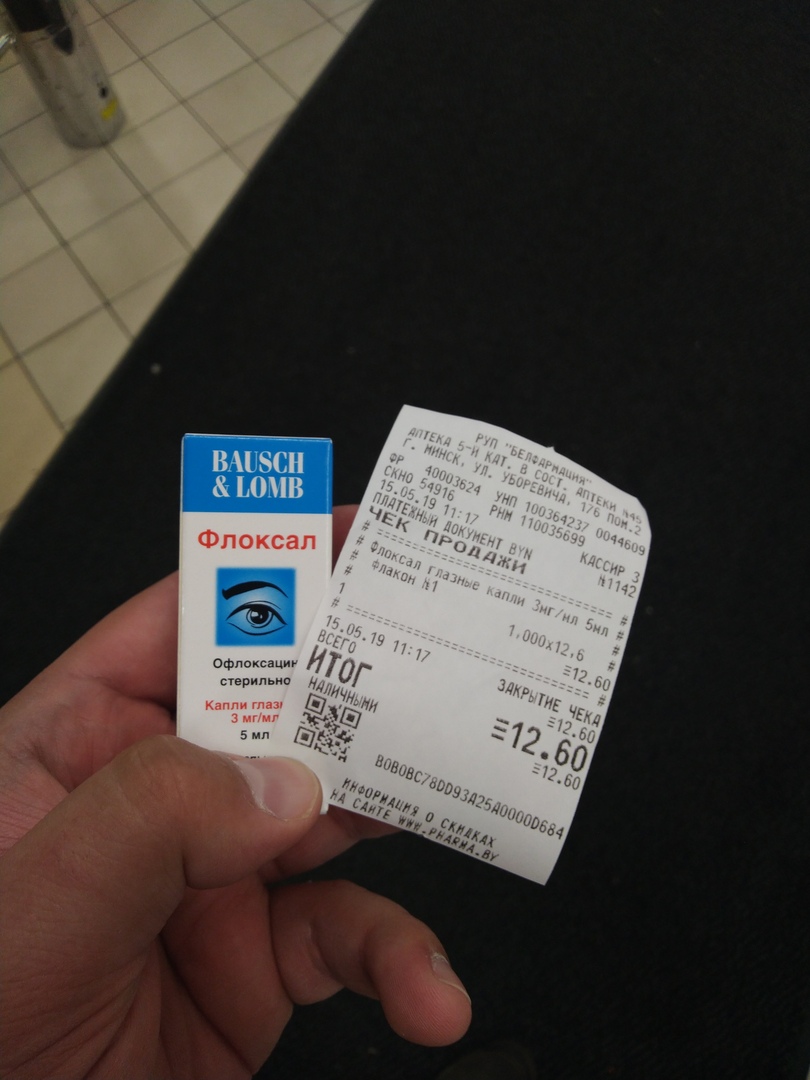 BAUSCH
& LOMB
Флоксал
Офлоксацин
стерильно
Капли глазн
3 мг/мл
5 мл
РУП "БЕЛФАРМАЦИЯ"
АПТЕКА 5-Й КАТ. В СОСТ. АПТЕКИ №45
Г. МИНСК, УЛ. УБОРЕВИЧА, 176 ПОМ.2
ФР 40003624 УНП 100364237 0044609
СКНО 54916 РНМ 110035699
15.05.19 11:17 КАССИР 3
ПЛАТЕЖНЫЙ ДОКУМЕНТ BYN №1142
ЧЕК ПРОДАЖИ
# ============================ #
# Флоксал глазные капли 3мг/мл 5мл #
# флакон №1 #
1 1,000x12,6 #
≡12.60
# ============================ #
15.05.19 11:17 ЗАКРЫТИЕ ЧЕКА
ВСЕГО ≡12.60
ИТОГ ≡12.60
НАЛИЧНЫМИ ≡12.60
B0B0BC78DD93A25A0000D684
ИНФОРМАЦИЯ О СКИДКАХ
НА САЙТЕ WWW.PHARMA.BY